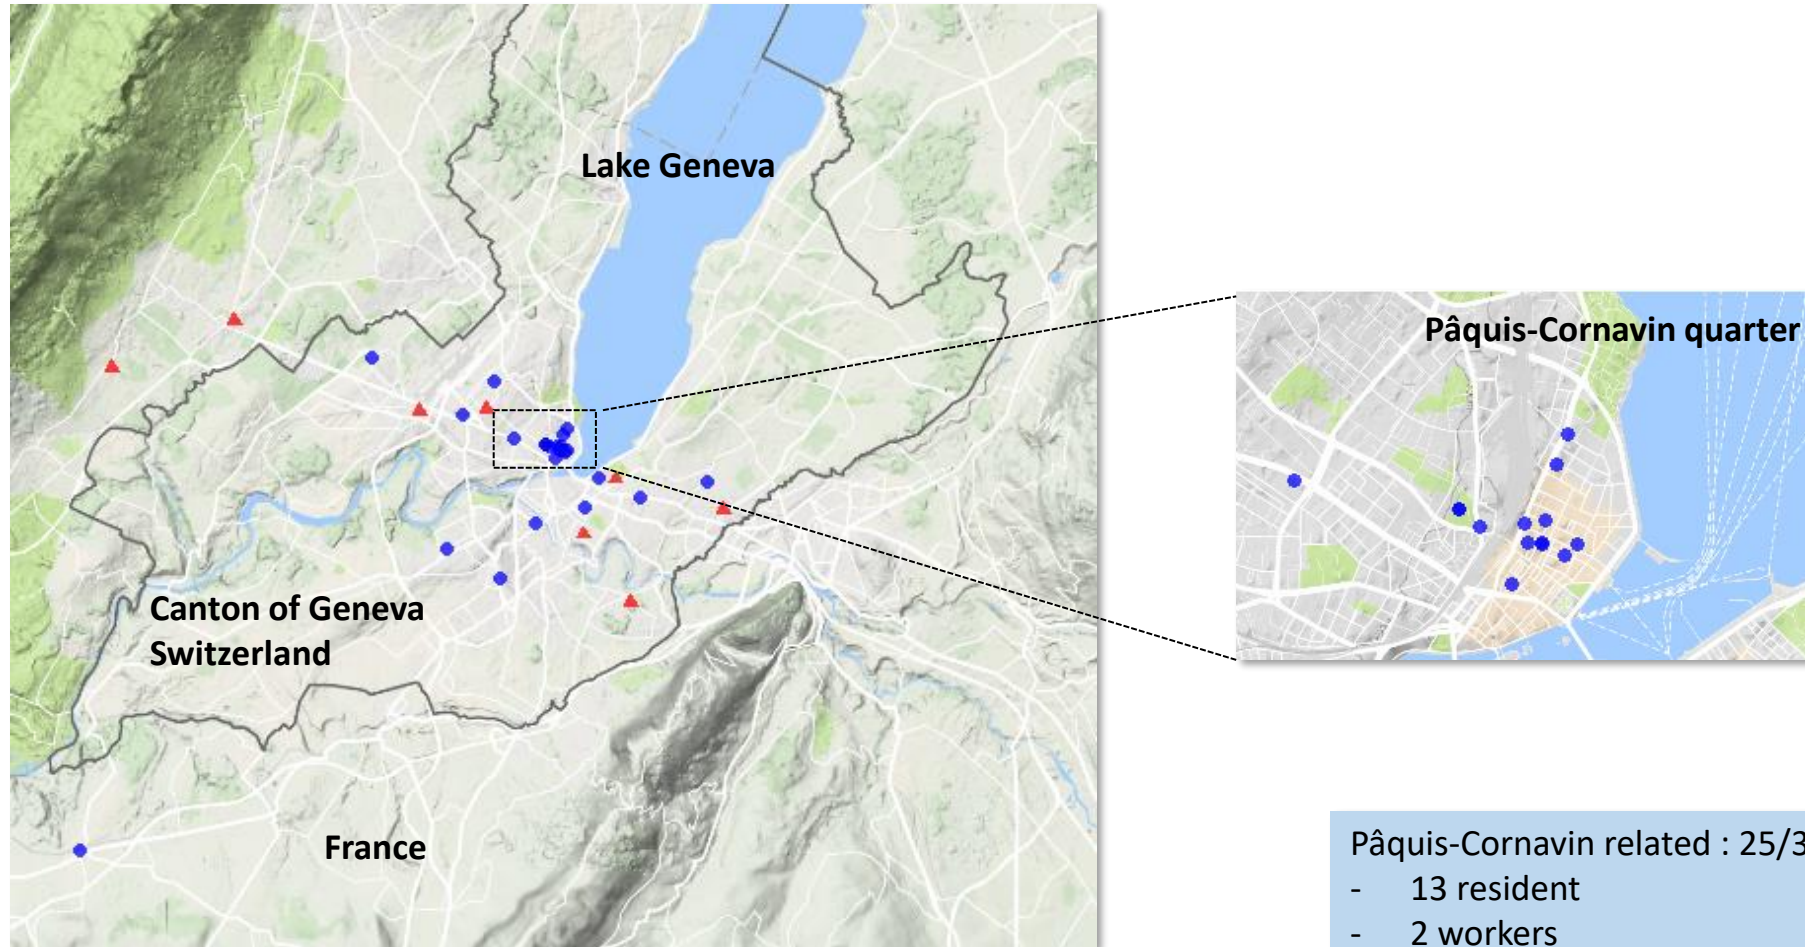 Lake Geneva
Pâquis-Cornavin quarter
Canton of Geneva
Switzerland
France
Pâquis-Cornavin related : 25/3
- 13 resident
- 2 workers